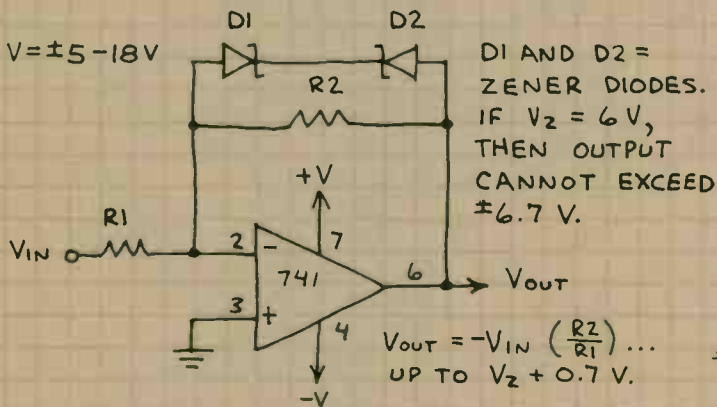 V=±5-18V
D1
D2
D1 AND D2 =
ZENER DIODES.
IF VZ = 6 V,
THEN OUTPUT
CANNOT EXCEED
±6.7 V.
R2
+V
R1
VIN
2
-
7
741
6
VOUT
3
+
4
-V
VOUT = -VIN (R2/R1) ...
UP TO VZ + 0.7 V.